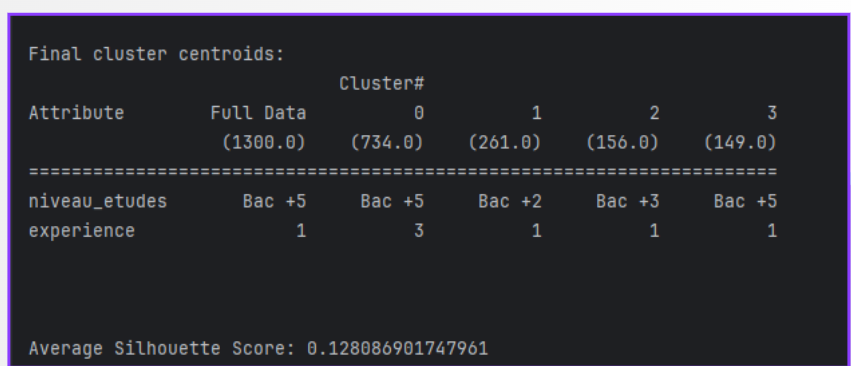 Final cluster centroids:
Cluster#
Attribute Full Data 0 1 2 3
(1300.0) (734.0) (261.0) (156.0) (149.0)
======================================================================
niveau_etudes Bac +5 Bac +5 Bac +2 Bac +3 Bac +5
experience 1 3 1 1 1
Average Silhouette Score: 0.128086901747961